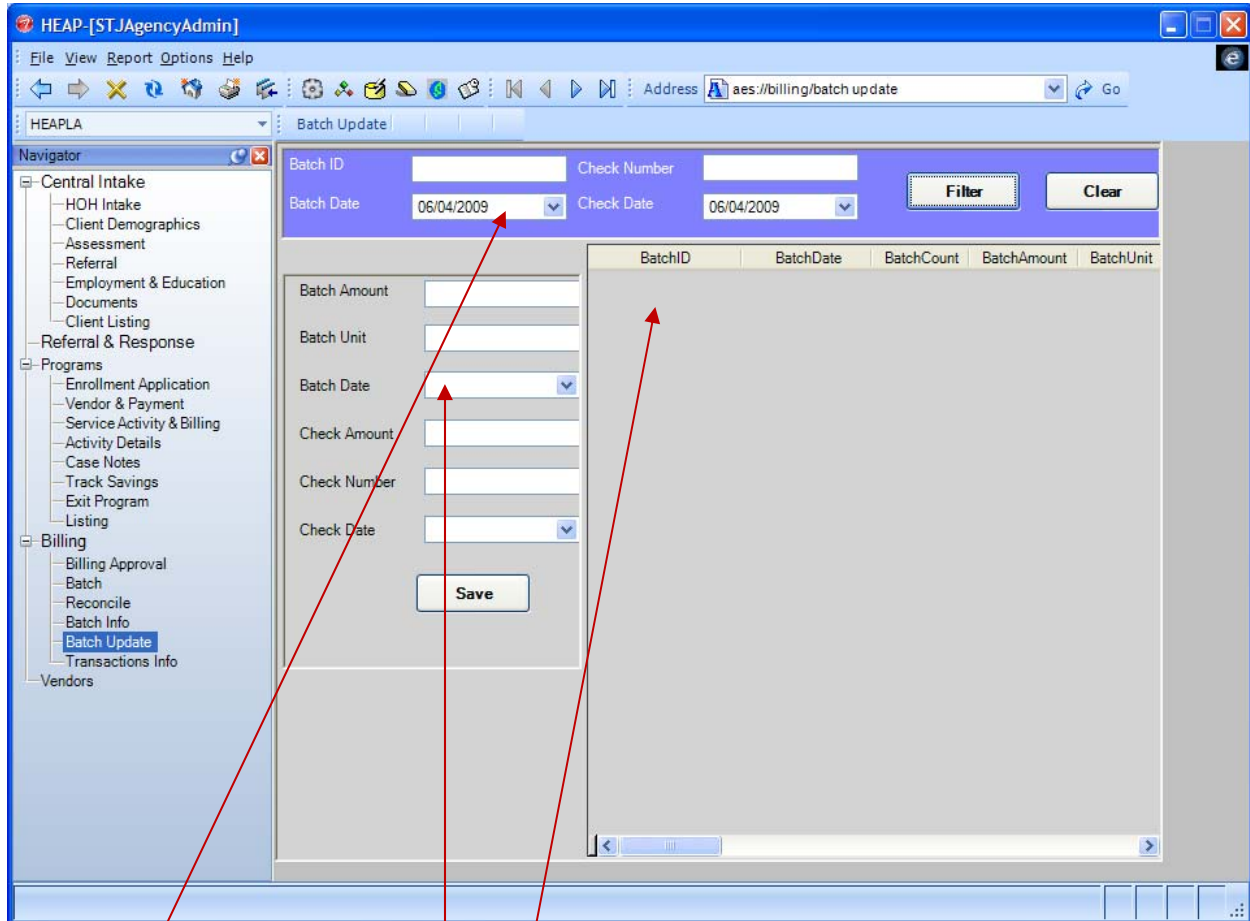 HEAP-[STJAgencyAdmin]
File View Report Options Help
Address aes://billing/batch update Go
HEAPLA Batch Update
Navigator
Central Intake
HOH Intake
Client Demographics
Assessment
Referral
Employment & Education
Documents
Client Listing
Referral & Response
Programs
Enrollment Application
Vendor & Payment
Service Activity & Billing
Activity Details
Case Notes
Track Savings
Exit Program
Listing
Billing
Billing Approval
Batch
Reconcile
Batch Info
Batch Update
Transactions Info
Vendors
Batch ID Check Number
Batch Date 06/04/2009 Check Date 06/04/2009
Filter Clear
BatchID BatchDate BatchCount BatchAmount BatchUnit
Batch Amount
Batch Unit
Batch Date
Check Amount
Check Number
Check Date
Save